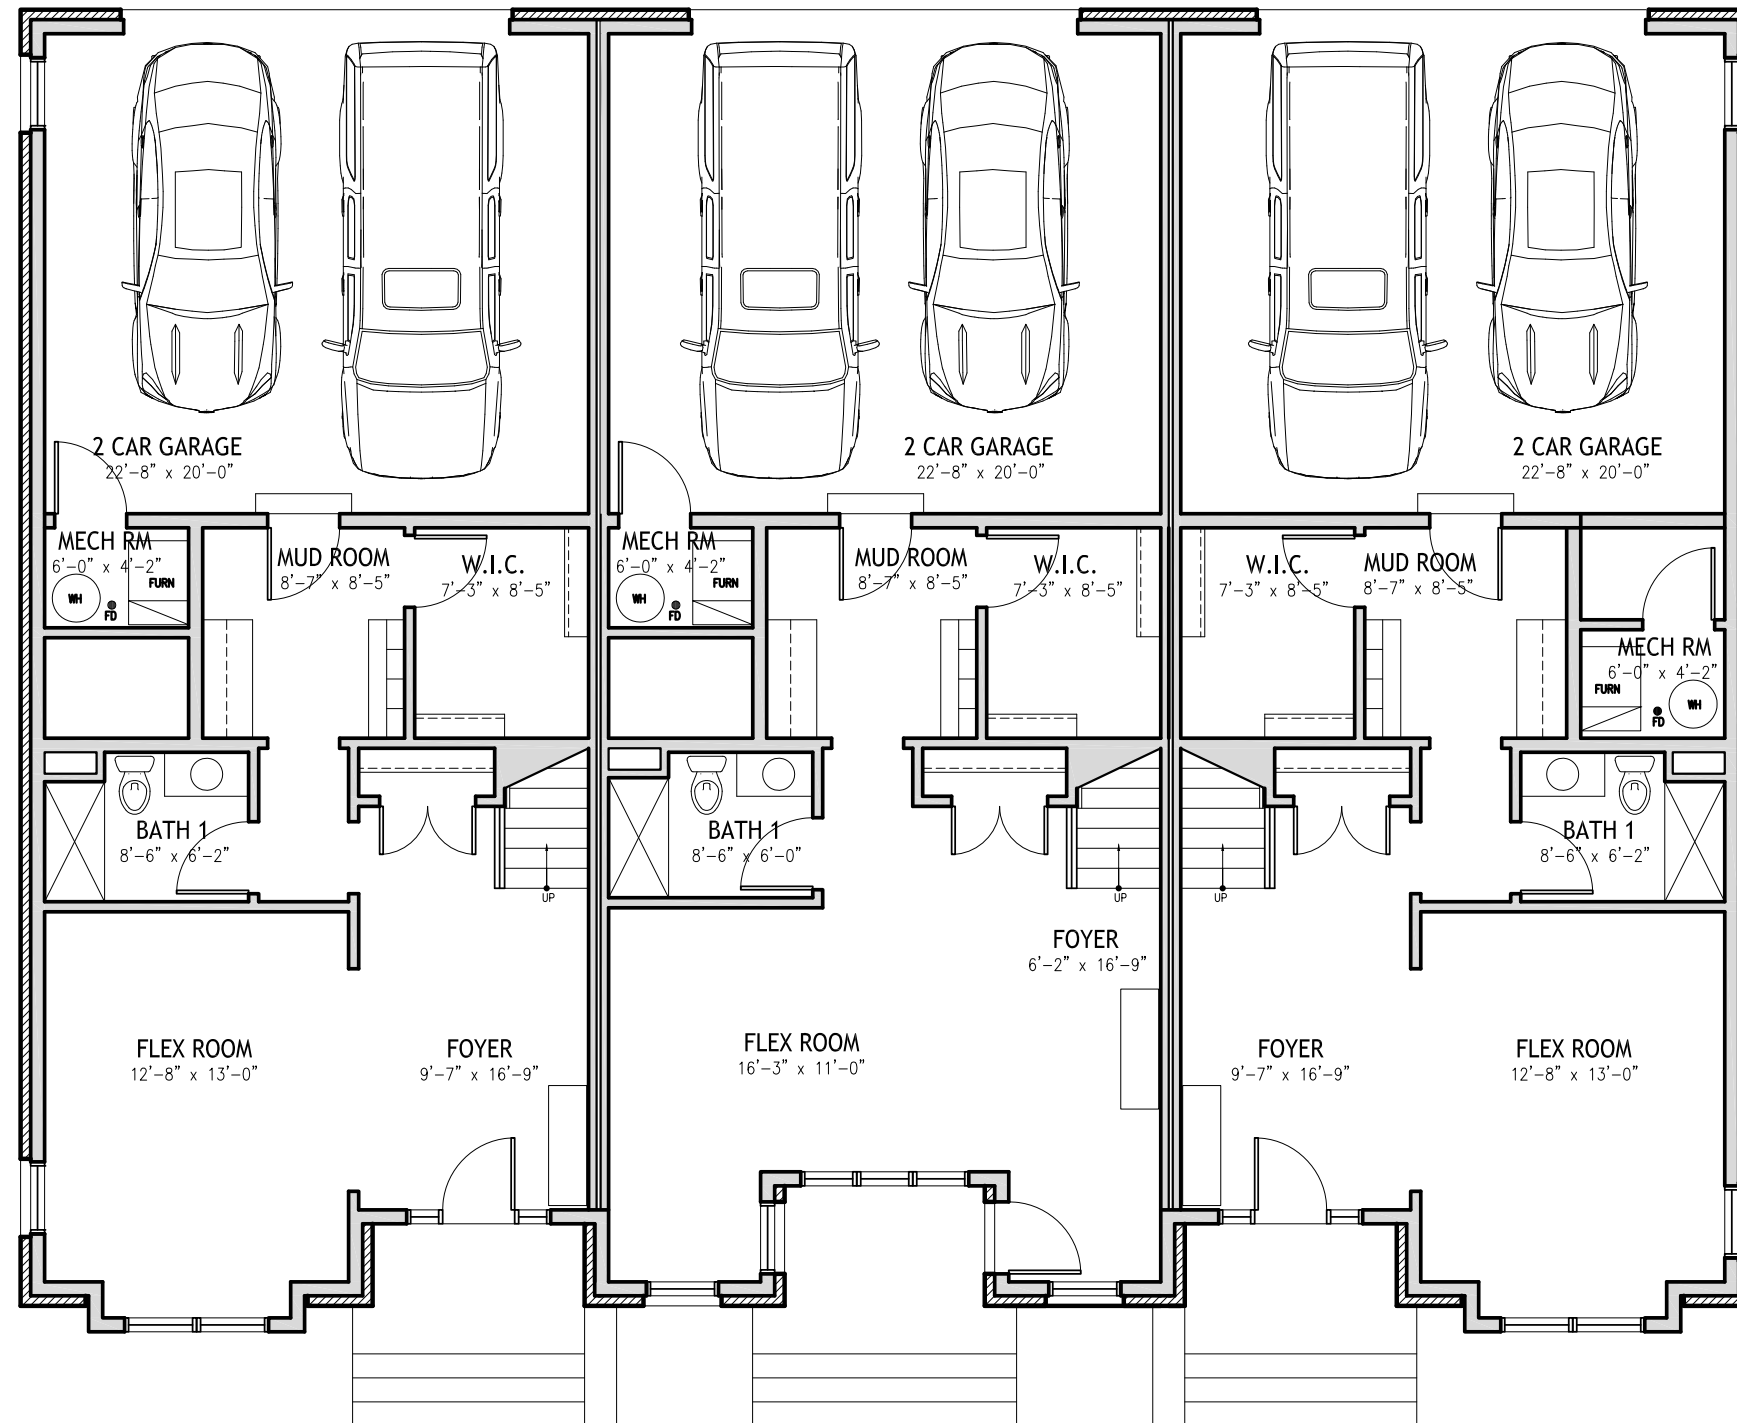 2 CAR GARAGE
22'-8" x 20'-0"
2 CAR GARAGE
22'-8" x 20'-0"
2 CAR GARAGE
22'-8" x 20'-0"
MECH RM
6'-0" x 4'-2"
FURN
WH
FD
MUD ROOM
8'-7" x 8'-5"
W.I.C.
7'-3" x 8'-5"
MECH RM
6'-0" x 4'-2"
FURN
WH
FD
MUD ROOM
8'-7" x 8'-5"
W.I.C.
7'-3" x 8'-5"
W.I.C.
7'-3" x 8'-5"
MUD ROOM
8'-7" x 8'-5"
MECH RM
6'-0" x 4'-2"
FURN
WH
FD
BATH 1
8'-6" x 6'-2"
UP
BATH 1
8'-6" x 6'-0"
UP
UP
BATH 1
8'-6" x 6'-2"
FOYER
6'-2" x 16'-9"
FLEX ROOM
12'-8" x 13'-0"
FOYER
9'-7" x 16'-9"
FLEX ROOM
16'-3" x 11'-0"
FOYER
9'-7" x 16'-9"
FLEX ROOM
12'-8" x 13'-0"